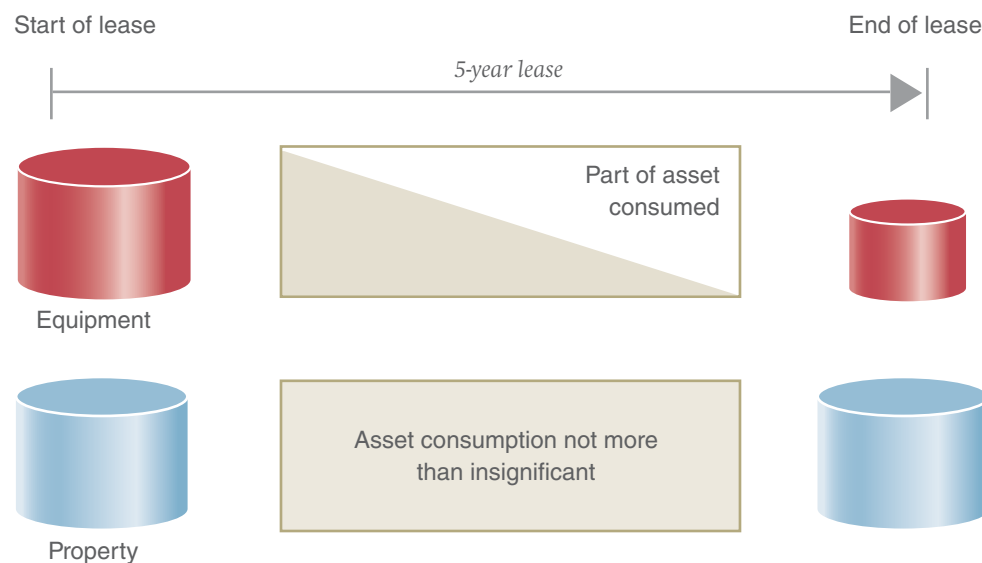 Start of lease
End of lease
5-year lease
Part of asset
consumed
Equipment
Asset consumption not more
than insignificant
Property